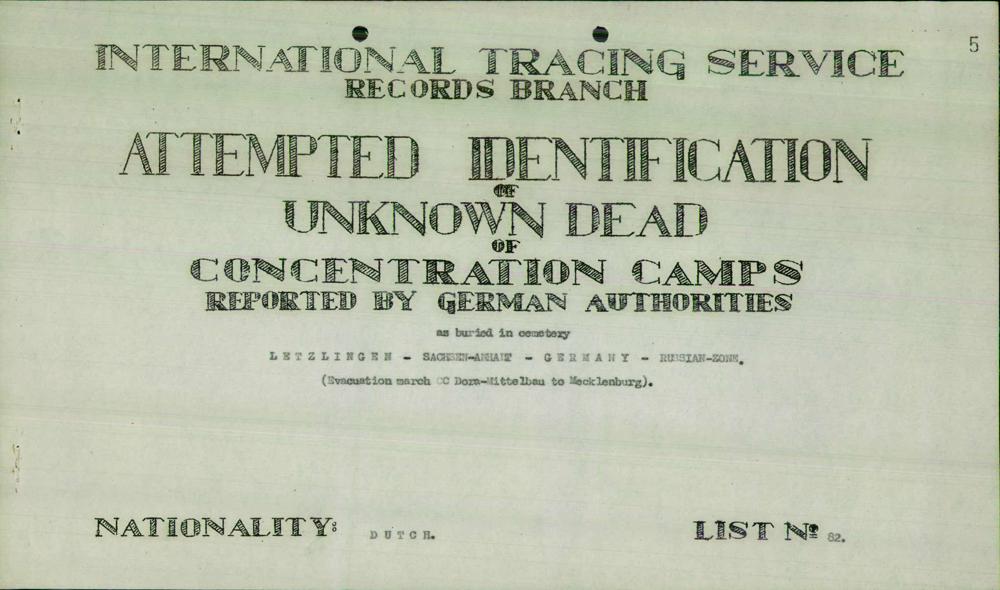 5
INTERNATIONAL TRACING SERVICE
RECORDS BRANCH
ATTEMPTED IDENTIFICATION
OF
UNKNOWN DEAD
OF
CONCENTRATION CAMPS
REPORTED BY GERMAN AUTHORITIES
as buried in cemetery
LETZLINGEN - SACHSEN-ANHALT - GERMANY - RUSSIAN-ZONE.
(Evacuation march CC Dora-Mittelbau to Mecklenburg).
NATIONALITY: DUTCH. LIST Nº 82.